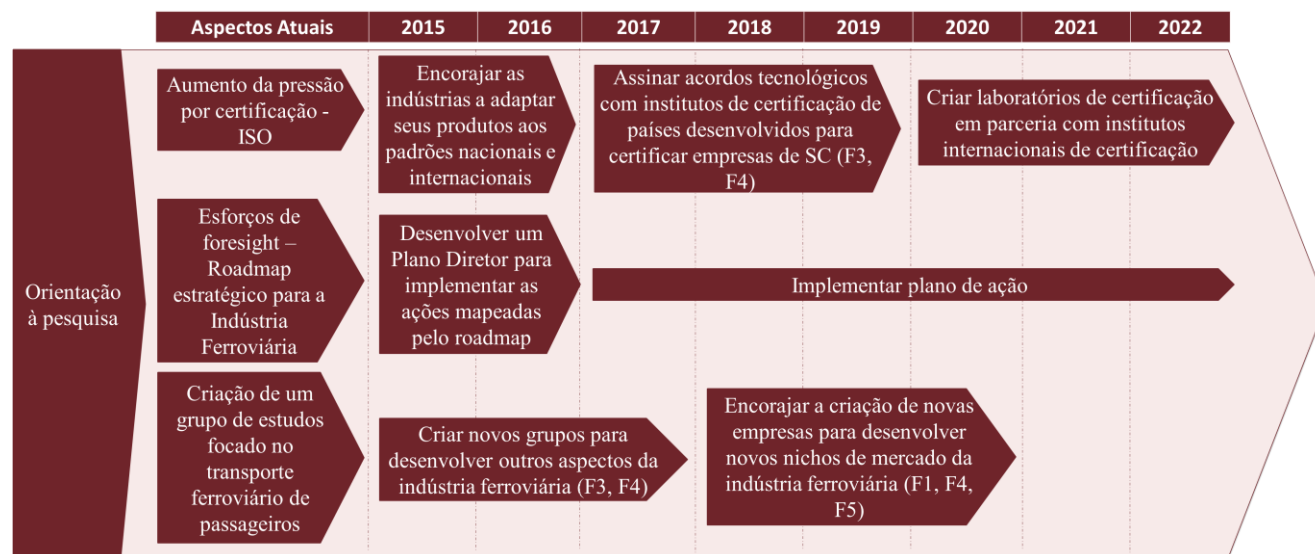 Aspectos Atuais 2015 2016 2017 2018 2019 2020 2021 2022
Orientação
à pesquisa
Aumento da pressão
por certificação -
ISO
Encorajar as
indústrias a adaptar
seus produtos aos
padrões nacionais e
internacionais
Assinar acordos tecnológicos
com institutos de certificação de
países desenvolvidos para
certificar empresas de SC (F3,
F4)
Criar laboratórios de certificação
em parceria com institutos
internacionais de certificação
Esforços de
foresight –
Roadmap
estratégico para a
Indústria
Ferroviária
Desenvolver um
Plano Diretor para
implementar as
ações mapeadas
pelo roadmap
Implementar plano de ação
Criação de um
grupo de estudos
focado no
transporte
ferroviário de
passageiros
Criar novos grupos para
desenvolver outros aspectos da
indústria ferroviária (F3, F4)
Encorajar a criação de novas
empresas para desenvolver
novos nichos de mercado da
indústria ferroviária (F1, F4,
F5)